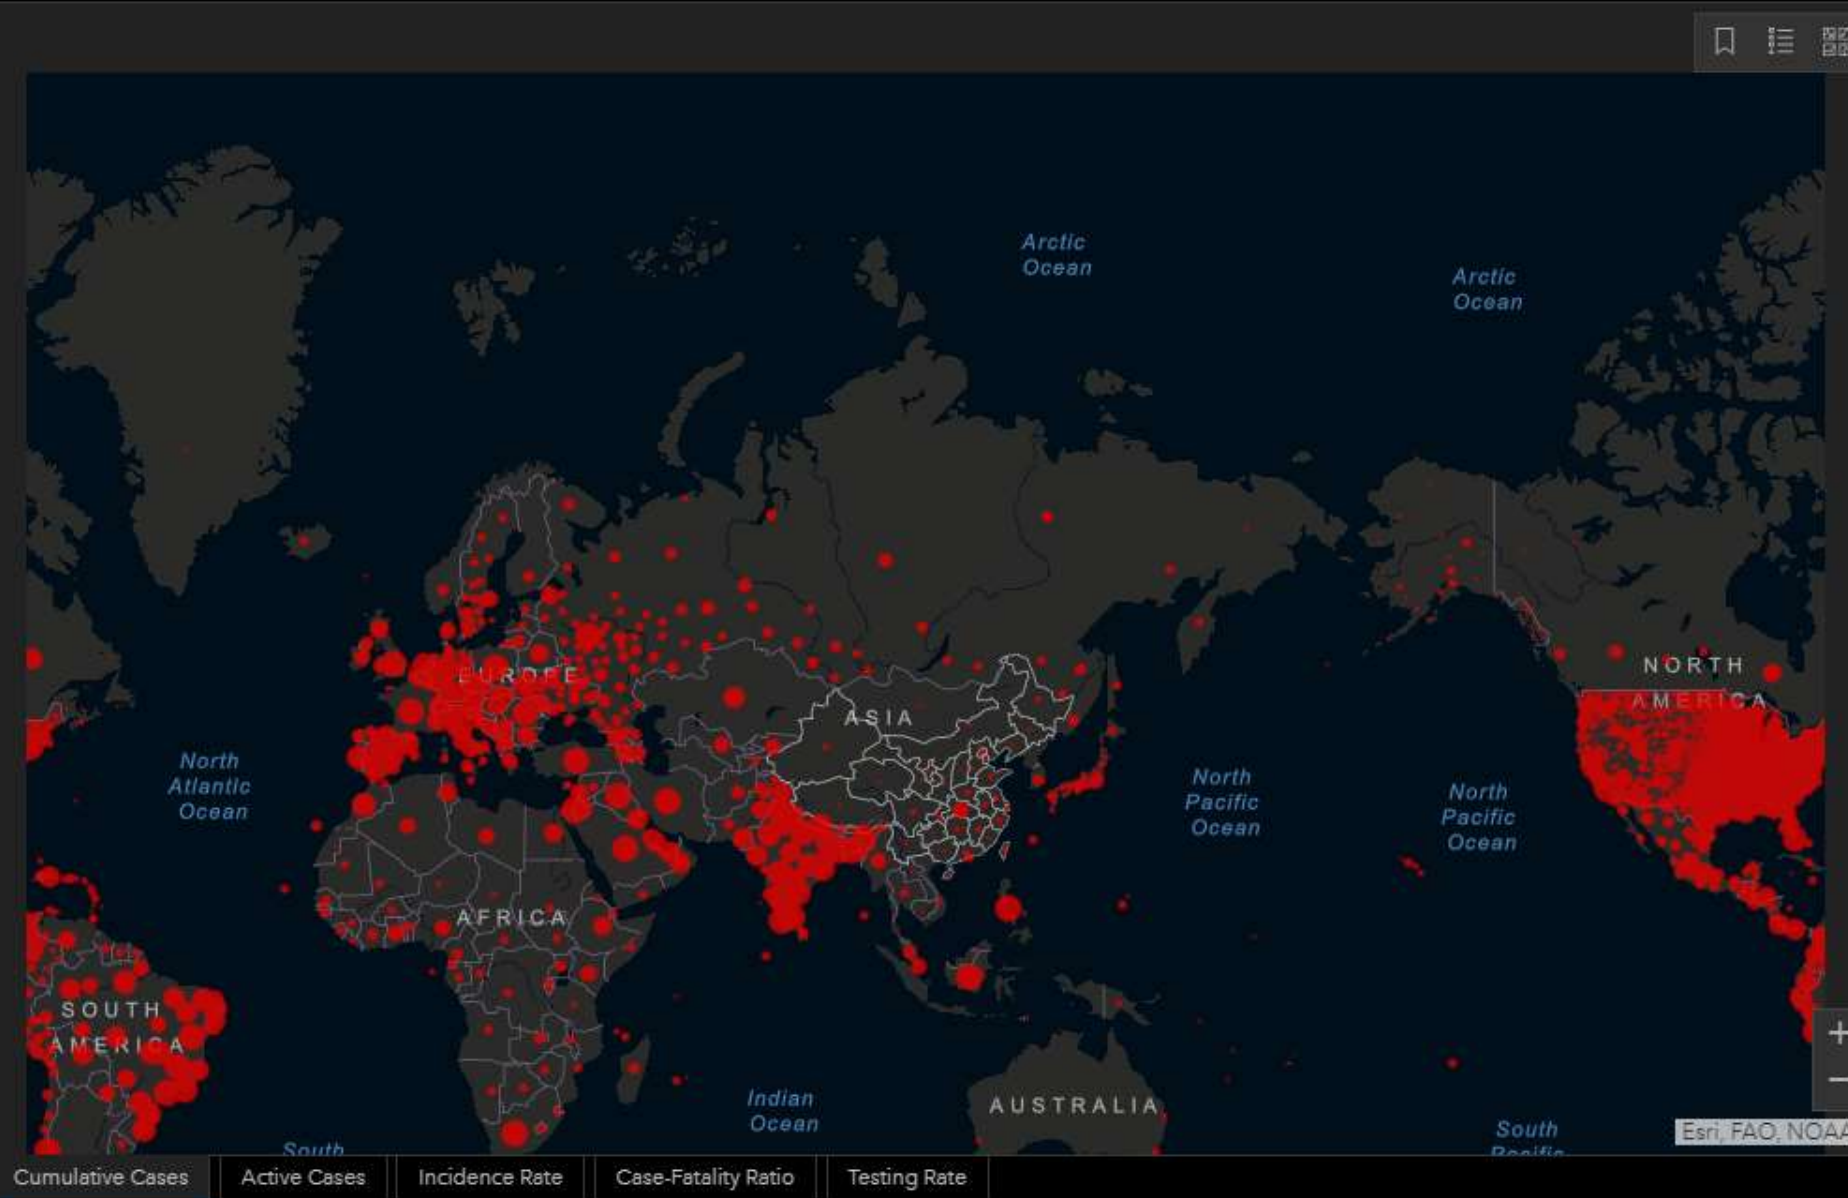 Arctic
Ocean
Arctic
Ocean
NORTH
AMERICA
EUROPE
ASIA
North
Atlantic
Ocean
North
Pacific
Ocean
North
Pacific
Ocean
AFRICA
SOUTH
AMERICA
Indian
Ocean
AUSTRALIA
South
South
Pacific
Esri, FAO, NOAA
Cumulative Cases
Active Cases
Incidence Rate
Case-Fatality Ratio
Testing Rate